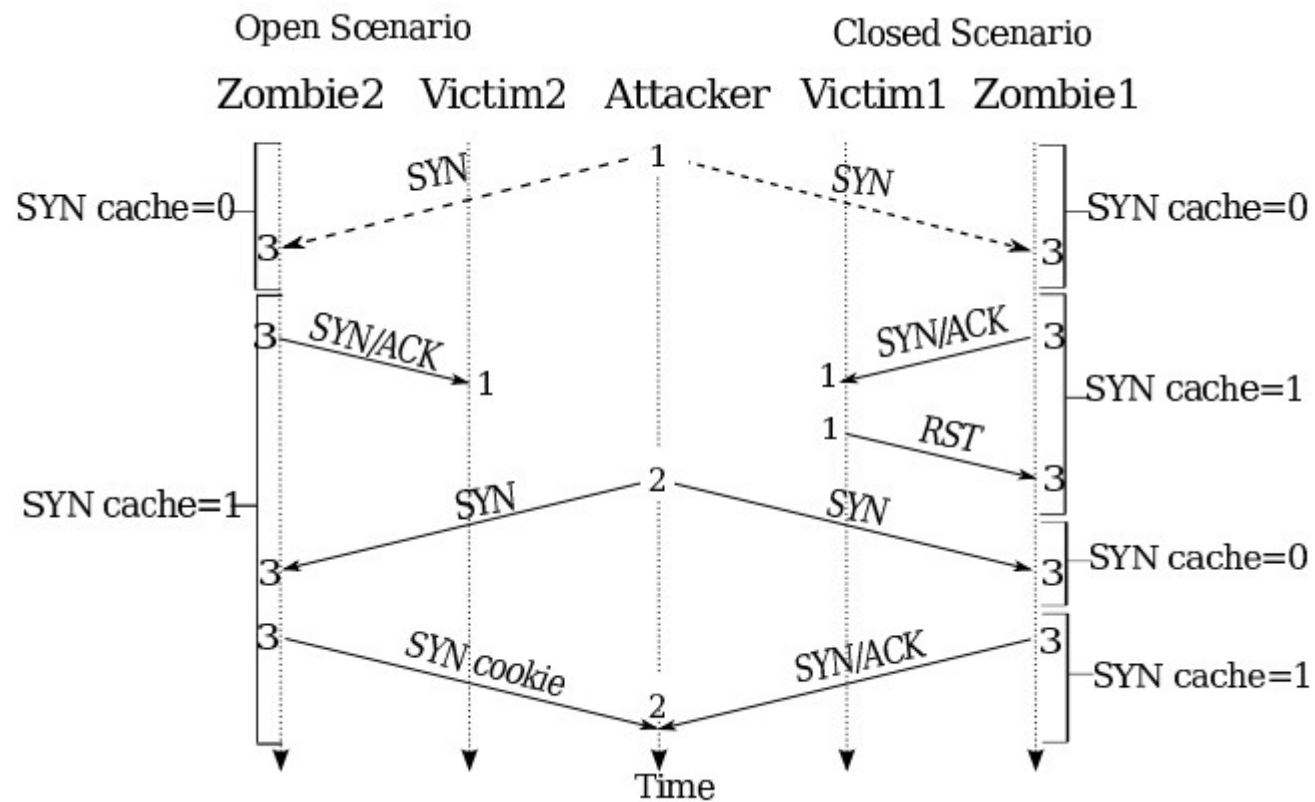 Open Scenario
Closed Scenario
Zombie2 Victim2 Attacker Victim1 Zombie1
1
SYN
SYN
SYN cache=0
SYN cache=0
3
3
3
SYN/ACK
SYN/ACK
3
1
1
SYN cache=1
1
RST
3
2
SYN cache=1
SYN
SYN
3
3
SYN cache=0
3
SYN cookie
SYN/ACK
3
SYN cache=1
2
Time